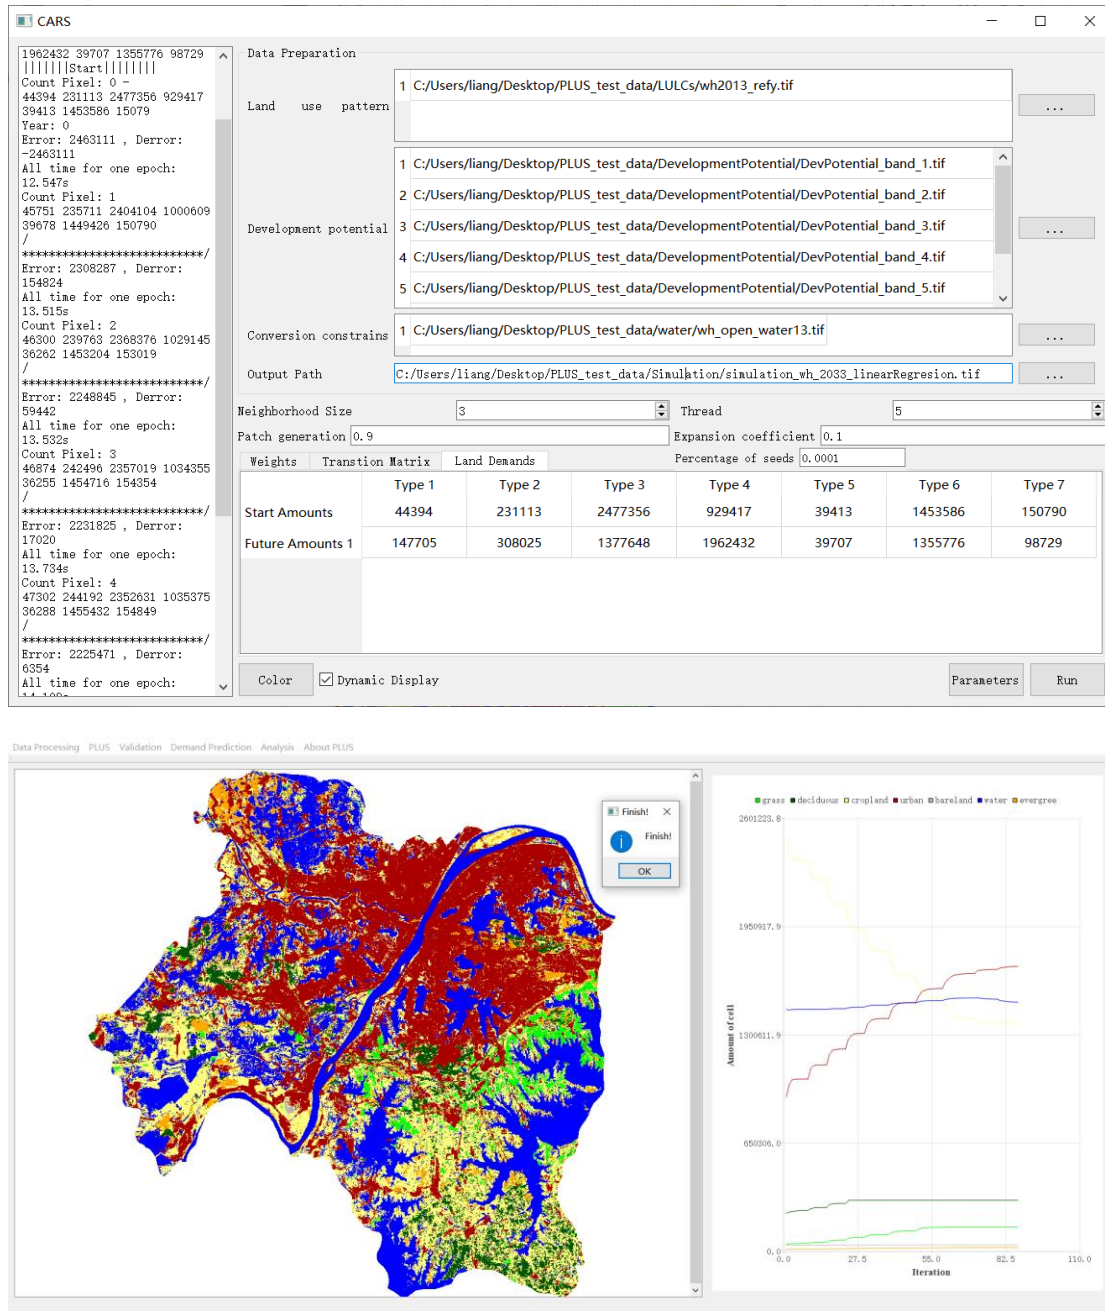 CARS
1962432 39707 1355776 98729
|||||||Start||||||||
Count Pixel: 0 -
44394 231113 2477356 929417
39413 1453586 15079
Year: 0
Error: 2463111 , Derror:
-2463111
All time for one epoch:
12.547s
Count Pixel: 1
45751 235711 2404104 1000609
39678 1449426 150790
/
***************************/
Error: 2308287 , Derror:
154824
All time for one epoch:
13.515s
Count Pixel: 2
46300 239763 2368376 1029145
36262 1453204 153019
/
***************************/
Error: 2248845 , Derror:
59442
All time for one epoch:
13.532s
Count Pixel: 3
46874 242496 2357019 1034355
36255 1454716 154354
/
***************************/
Error: 2231825 , Derror:
17020
All time for one epoch:
13.734s
Count Pixel: 4
47302 244192 2352631 1035375
36288 1455432 154849
/
***************************/
Error: 2225471 , Derror:
6354
All time for one epoch:
Data Preparation
Land use pattern
1 C:/Users/liang/Desktop/PLUS_test_data/LULCs/wh2013_refy.tif
...
Development potential
1 C:/Users/liang/Desktop/PLUS_test_data/DevelopmentPotential/DevPotential_band_1.tif
2 C:/Users/liang/Desktop/PLUS_test_data/DevelopmentPotential/DevPotential_band_2.tif
3 C:/Users/liang/Desktop/PLUS_test_data/DevelopmentPotential/DevPotential_band_3.tif
4 C:/Users/liang/Desktop/PLUS_test_data/DevelopmentPotential/DevPotential_band_4.tif
5 C:/Users/liang/Desktop/PLUS_test_data/DevelopmentPotential/DevPotential_band_5.tif
...
Conversion constrains
1 C:/Users/liang/Desktop/PLUS_test_data/water/wh_open_water13.tif
...
Output Path C:/Users/liang/Desktop/PLUS_test_data/Simulation/simulation_wh_2033_linearRegresion.tif ...
Neighborhood Size 3 Thread 5
Patch generation 0.9 Expansion coefficient 0.1
Weights Transtion Matrix Land Demands Percentage of seeds 0.0001
Type 1 Type 2 Type 3 Type 4 Type 5 Type 6 Type 7
Start Amounts 44394 231113 2477356 929417 39413 1453586 150790
Future Amounts 1 147705 308025 1377648 1962432 39707 1355776 98729
Color Dynamic Display Parameters Run
Data Processing PLUS Validation Demand Prediction Analysis About PLUS
Finish!
Finish!
OK
grass deciduous cropland urban bareland water evergree
2601223.8
1950917.9
1300611.9
650306.0
0.0
Amount of cell
0.0 27.5 55.0 82.5 110.0
Iteration